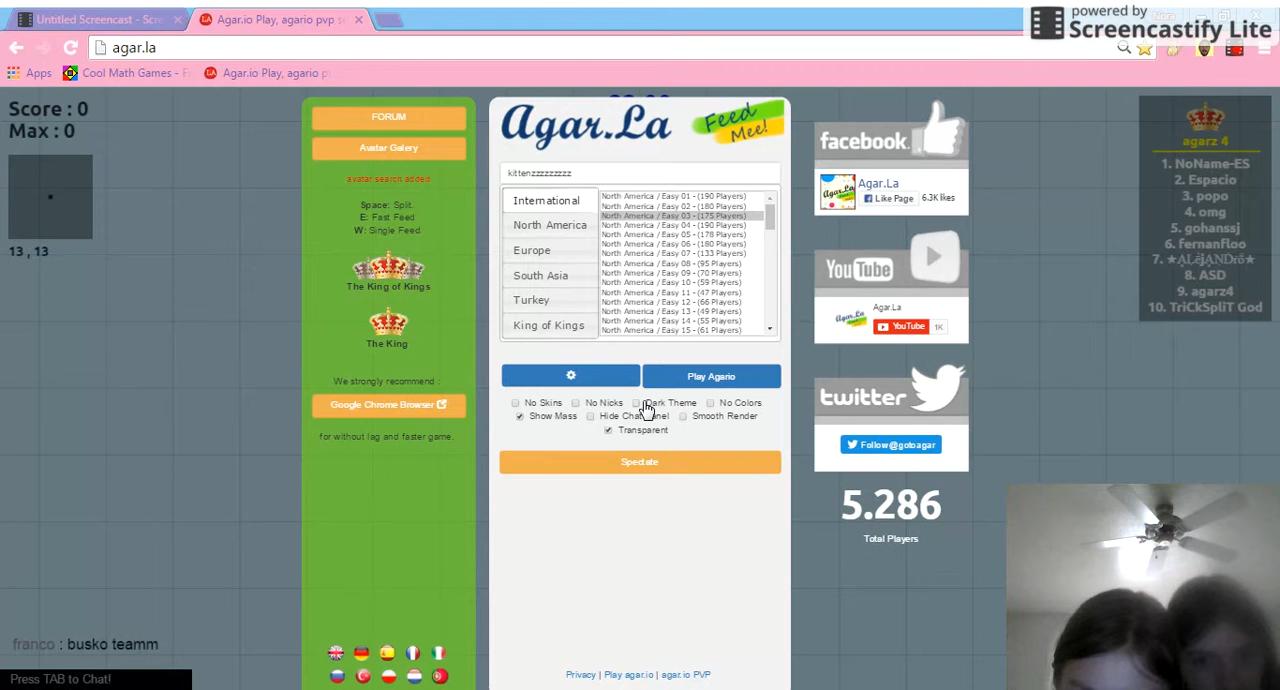 Untitled Screencast - Scre
Agar.io Play, agario pvp se
powered by
Screencastify Lite
agar.la
Apps
Cool Math Games - Fr
Agar.io Play, agario p
Score : 0
Max : 0
13 , 13
FORUM
Avatar Galery
avatar search added
Space: Split.
E: Fast Feed
W: Single Feed
The King of Kings
The King
We strongly recommend :
Google Chrome Browser
for without lag and faster game.
Agar.La
Feed
Mee!
kittenzzzzzzzzz
International
North America
Europe
South Asia
Turkey
King of Kings
North America / Easy 01 - (190 Players)
North America / Easy 02 - (180 Players)
North America / Easy 03 - (175 Players)
North America / Easy 04 - (190 Players)
North America / Easy 05 - (178 Players)
North America / Easy 06 - (180 Players)
North America / Easy 07 - (133 Players)
North America / Easy 08 - (95 Players)
North America / Easy 09 - (70 Players)
North America / Easy 10 - (59 Players)
North America / Easy 11 - (47 Players)
North America / Easy 12 - (66 Players)
North America / Easy 13 - (49 Players)
North America / Easy 14 - (55 Players)
North America / Easy 15 - (61 Players)
Play Agario
No Skins
No Nicks
Dark Theme
No Colors
Show Mass
Hide Chat Panel
Smooth Render
Transparent
Spectate
Privacy | Play agar.io | agar.io PVP
facebook.
Agar.La
Like Page
6.3K likes
YouTube
Agar.La
YouTube
1K
twitter
Follow @gotoagar
5.286
Total Players
agarz 4
1. NoName-ES
2. Espacio
3. popo
4. omg
5. gohanssj
6. fernanfloo
8. ASD
9. agarz4
10. TriCkSpliT God
franco : busko teamm
Press TAB to Chat!